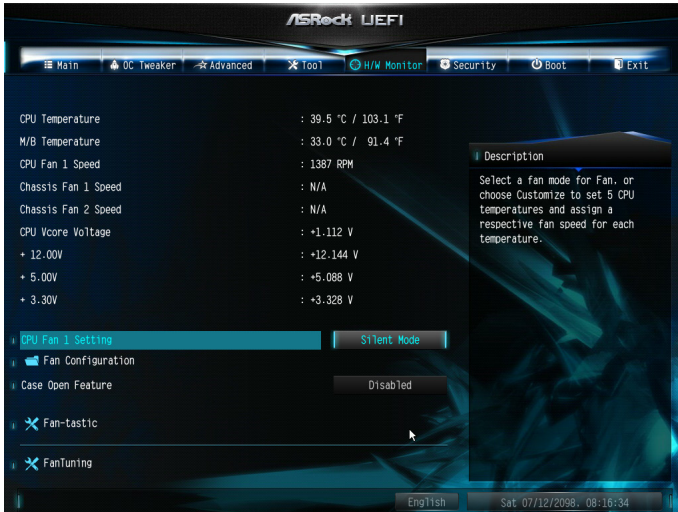 ASRock UEFI
Main OC Tweaker Advanced Tool H/W Monitor Security Boot Exit
CPU Temperature : 39.5 °C / 103.1 °F
M/B Temperature : 33.0 °C / 91.4 °F
CPU Fan 1 Speed : 1387 RPM
Chassis Fan 1 Speed : N/A
Chassis Fan 2 Speed : N/A
CPU Vcore Voltage : +1.112 V
+ 12.00V : +12.144 V
+ 5.00V : +5.088 V
+ 3.30V : +3.328 V
CPU Fan 1 Setting Silent Mode
Fan Configuration
Case Open Feature Disabled
Fan-tastic
FanTuning
Description
Select a fan mode for Fan. or
choose Customize to set 5 CPU
temperatures and assign a
respective fan speed for each
temperature.
English
Sat 07/12/2098. 08:16:34